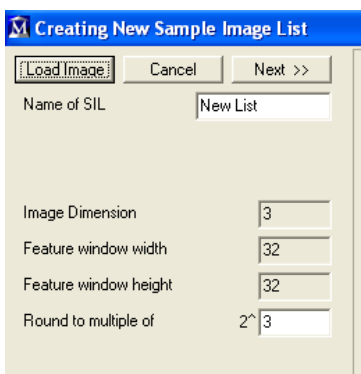 Creating New Sample Image List
Load Image Cancel Next >>
Name of SIL New List
Image Dimension 3
Feature window width 32
Feature window height 32
Round to multiple of 2^ 3